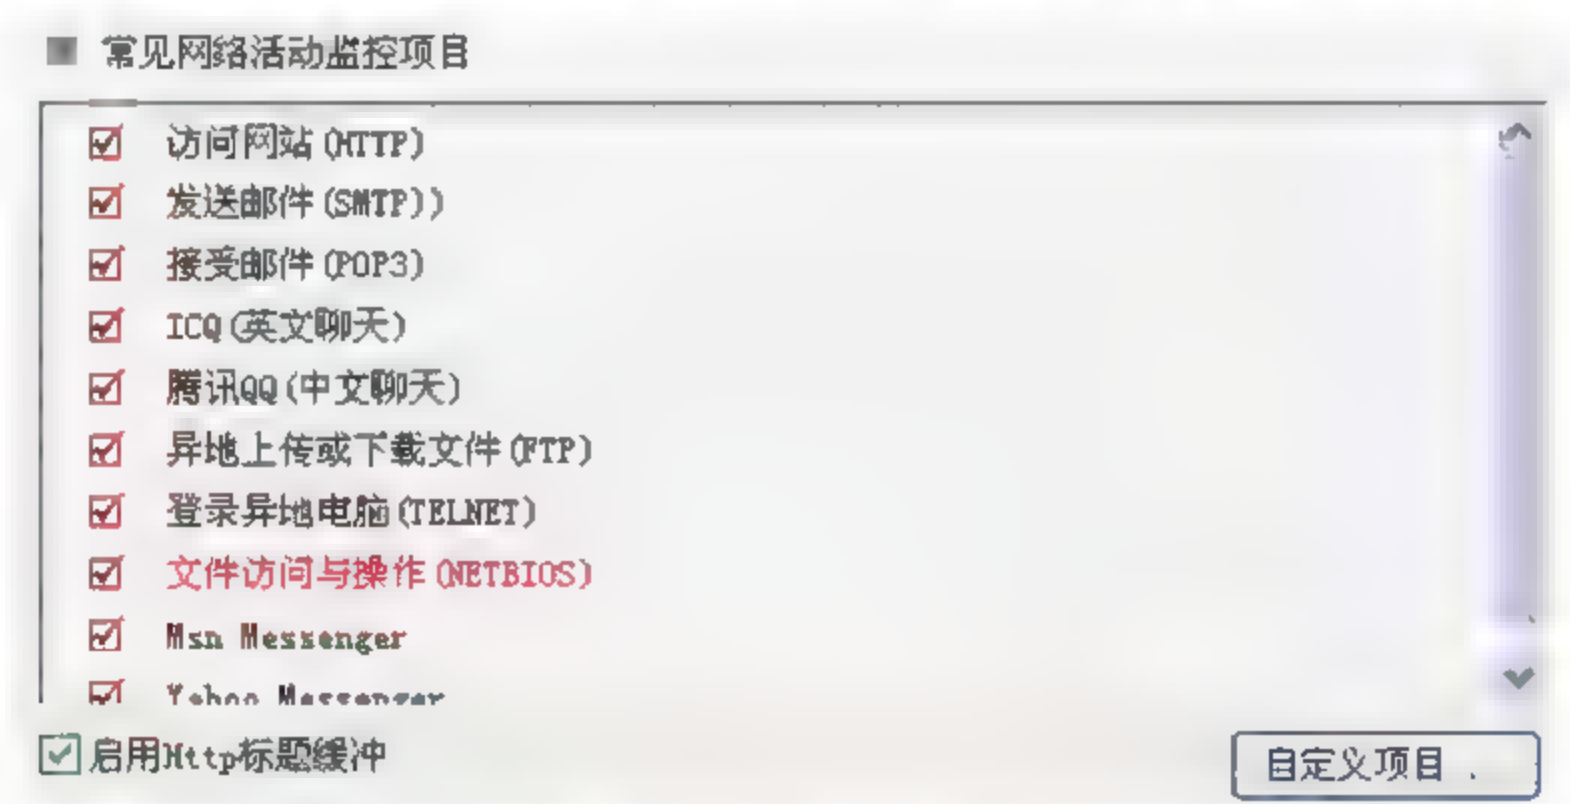 常见网络活动监控项目
访问网站(HTTP)
发送邮件(SMTP))
接受邮件(POP3)
ICQ(英文聊天)
腾讯QQ(中文聊天)
异地上传或下载文件(FTP)
登录异地电脑(TELNET)
文件访问与操作(NETBIOS)
Msn Messenger
Yahoo Messenger
启用Http标题缓冲
自定义项目 .